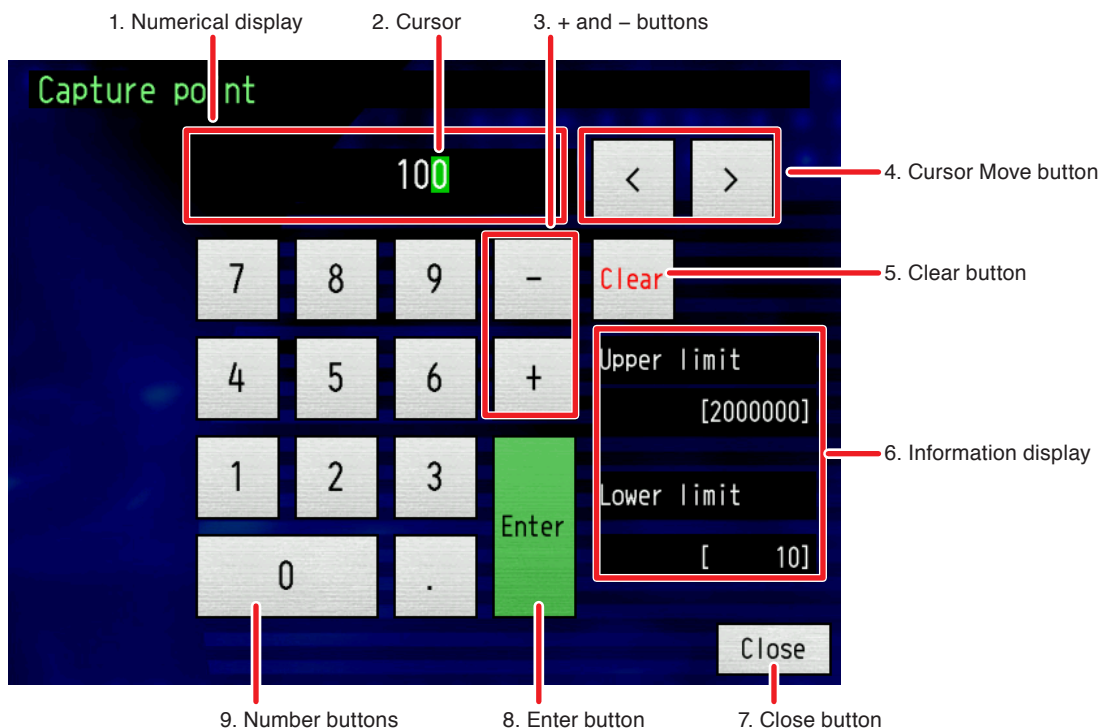 1. Numerical display 2. Cursor 3. + and – buttons
Capture point
100
< >
4. Cursor Move button
7 8 9 - Clear
5. Clear button
4 5 6 +
Upper limit
[2000000]
6. Information display
1 2 3
Lower limit
Enter
[ 10]
0 .
Close
9. Number buttons 8. Enter button 7. Close button